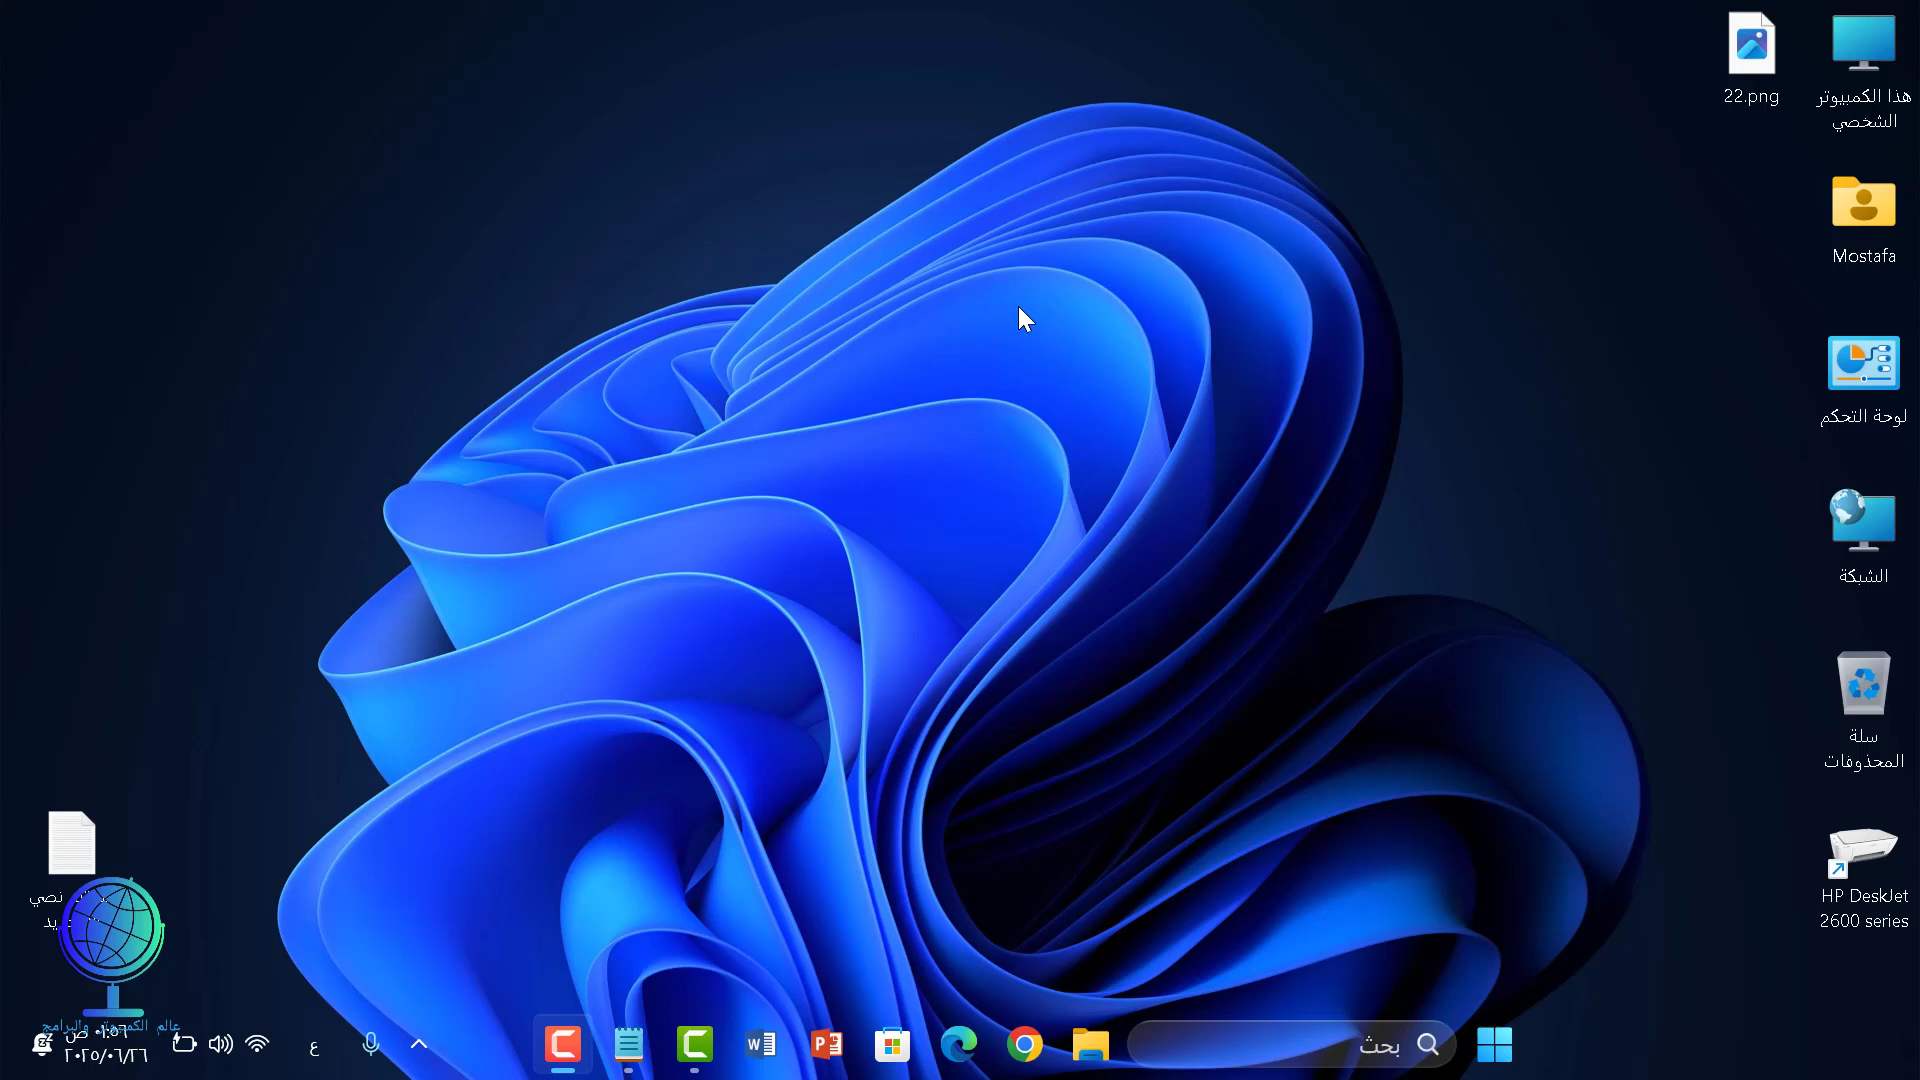 22.png
هذا الكمبيوتر
الشخصي
Mostafa
لوحة التحكم
الشبكة
سلة
المحذوفات
HP DeskJet
2600 series
نصي
عالم الكمبيوتر والبرامج
٠١:٥٦ ص
٢٠٢٥/٠٦/٢٦
ع
بحث